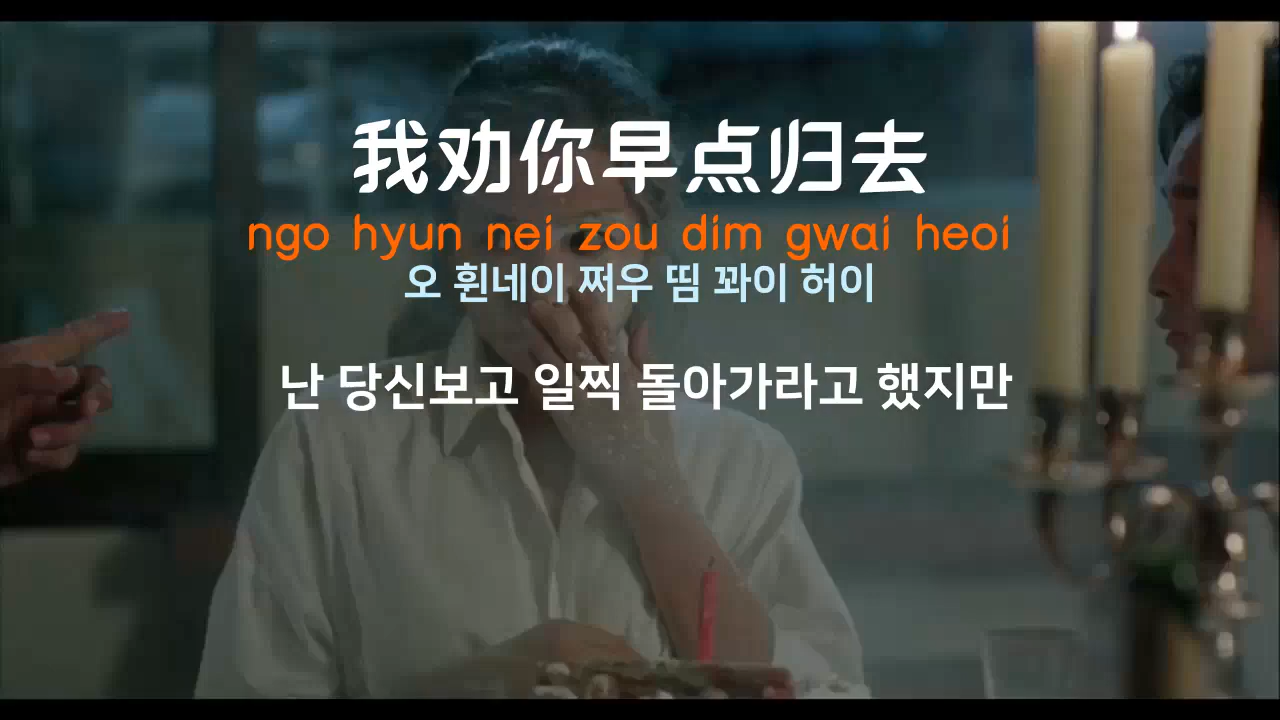 我劝你早点归去
ngo hyun nei zou dim gwai heoi
오 휜네이 쩌우 띰 꽈이 허이
난 당신보고 일찍 돌아가라고 했지만